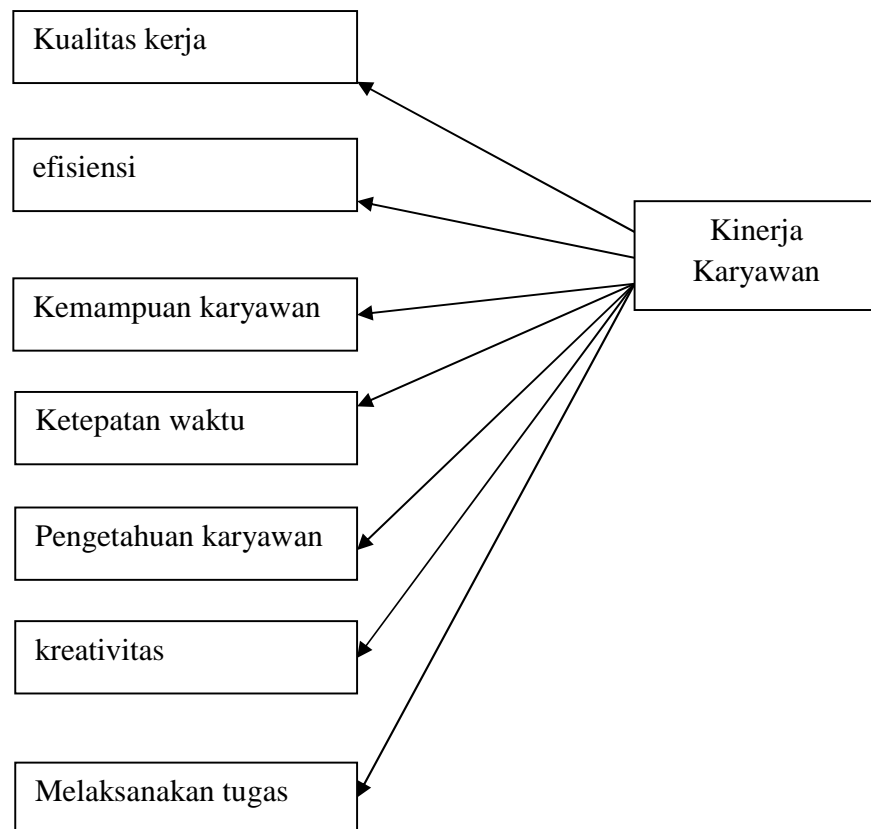 Kualitas kerja
efisiensi
Kinerja
Karyawan
Kemampuan karyawan
Ketepatan waktu
Pengetahuan karyawan
kreativitas
Melaksanakan tugas